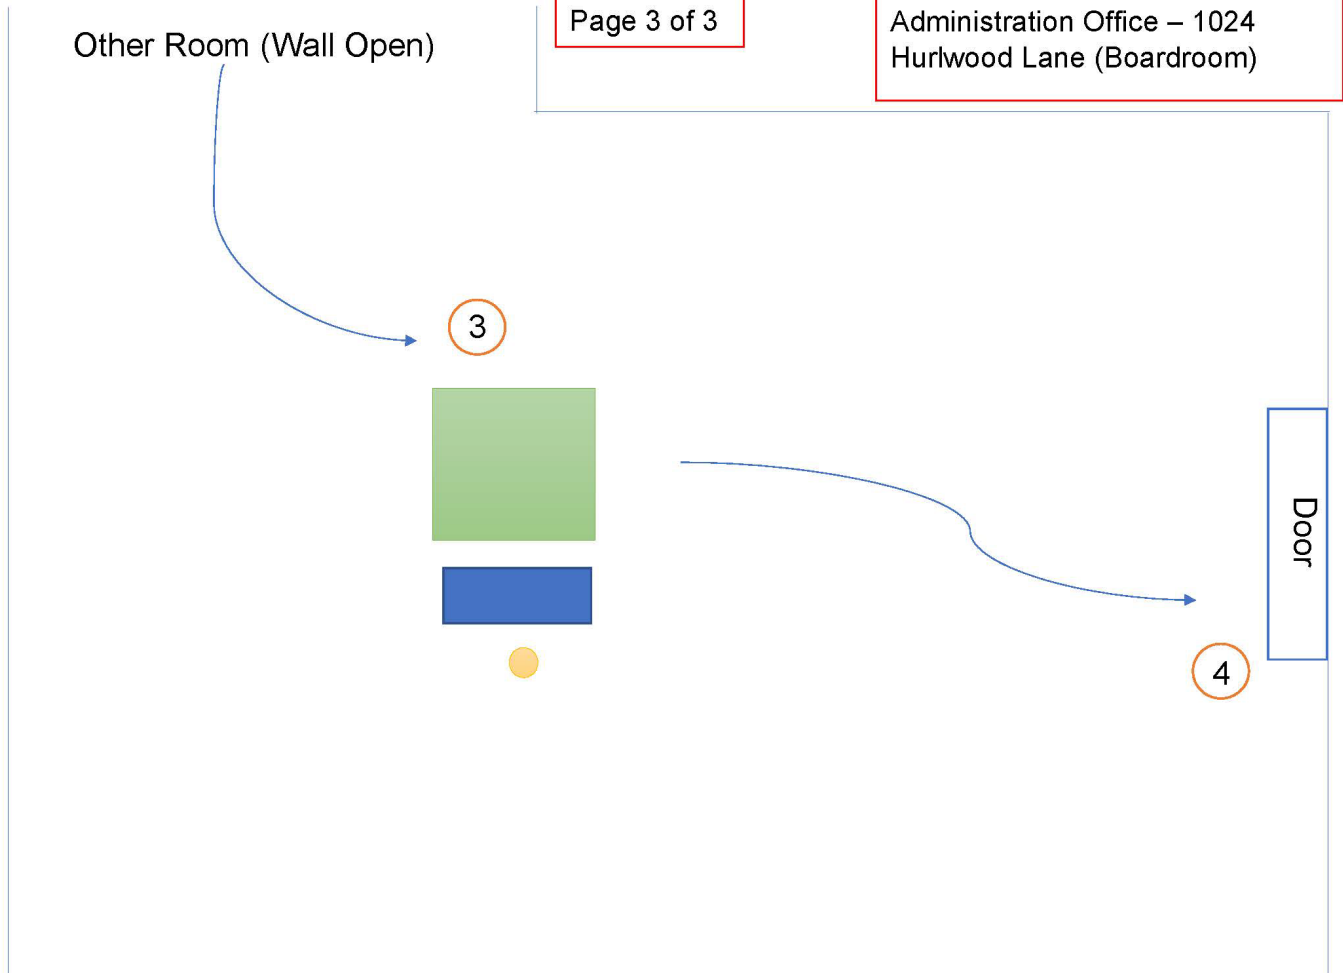 Other Room (Wall Open)
Page 3 of 3
Administration Office – 1024
Hurlwood Lane (Boardroom)
3
Door
4